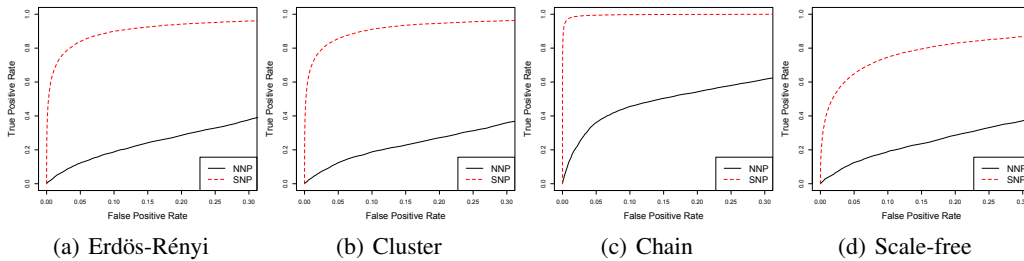 True Positive Rate
1.0
0.8
0.6
0.4
0.2
0.0
NNP
SNP
0.00 0.05 0.10 0.15 0.20 0.25 0.30
False Positive Rate
(a) Erdös-Rényi
True Positive Rate
1.0
0.8
0.6
0.4
0.2
0.0
NNP
SNP
0.00 0.05 0.10 0.15 0.20 0.25 0.30
False Positive Rate
(b) Cluster
True Positive Rate
1.0
0.8
0.6
0.4
0.2
0.0
NNP
SNP
0.00 0.05 0.10 0.15 0.20 0.25 0.30
False Positive Rate
(c) Chain
True Positive Rate
1.0
0.8
0.6
0.4
0.2
0.0
NNP
SNP
0.00 0.05 0.10 0.15 0.20 0.25 0.30
False Positive Rate
(d) Scale-free